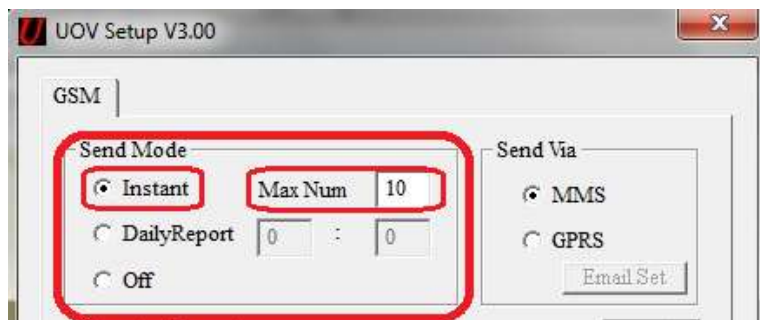 UOV Setup V3.00
GSM
Send Mode
Instant Max Num 10
DailyReport 0 : 0
Off
Send Via
MMS
GPRS
Email Set